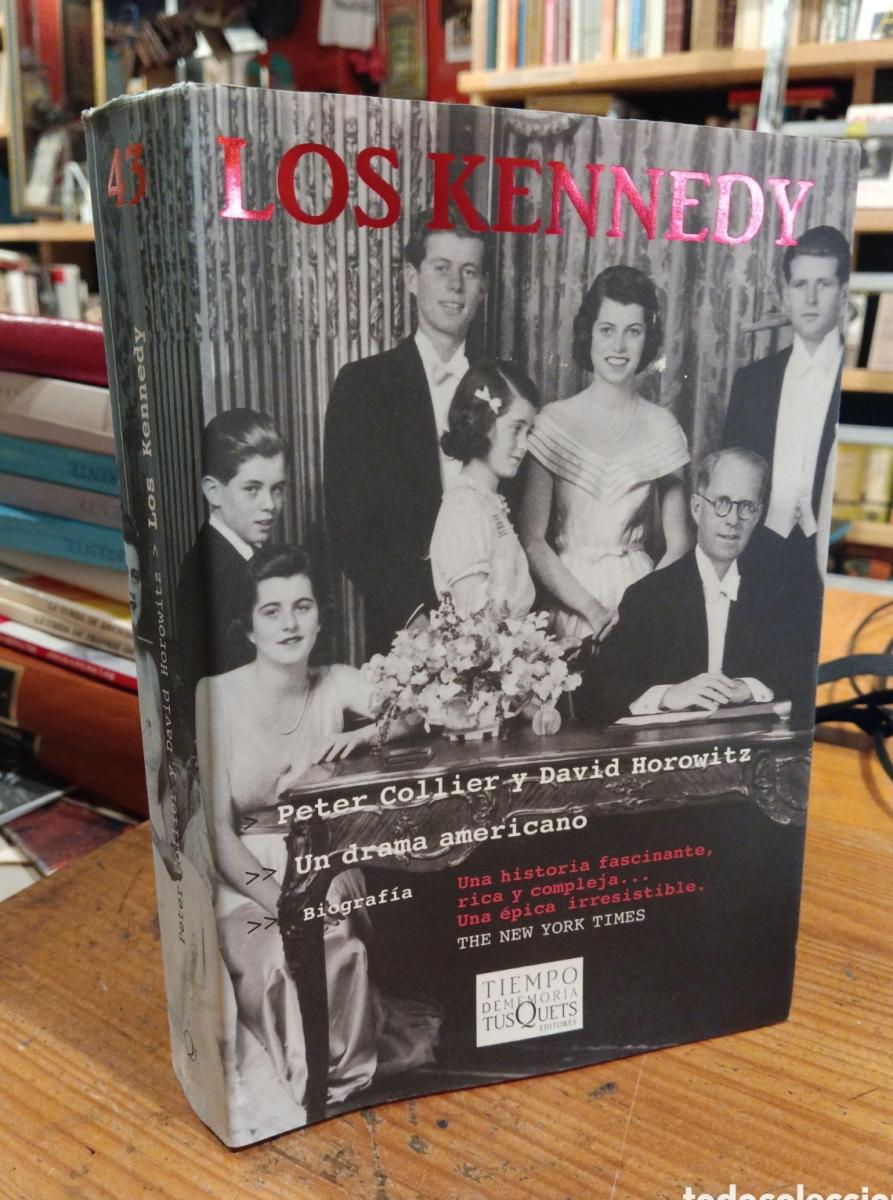 43
LOS KENNEDY
Peter Collier y David Horowitz > Los Kennedy
> Peter Collier y David Horowitz
>> Un drama americano
>> Biografía
Una historia fascinante,
rica y compleja...
Una épica irresistible.
THE NEW YORK TIMES
TIEMPO
DE MEMORIA
TUSQUETS
EDITORES